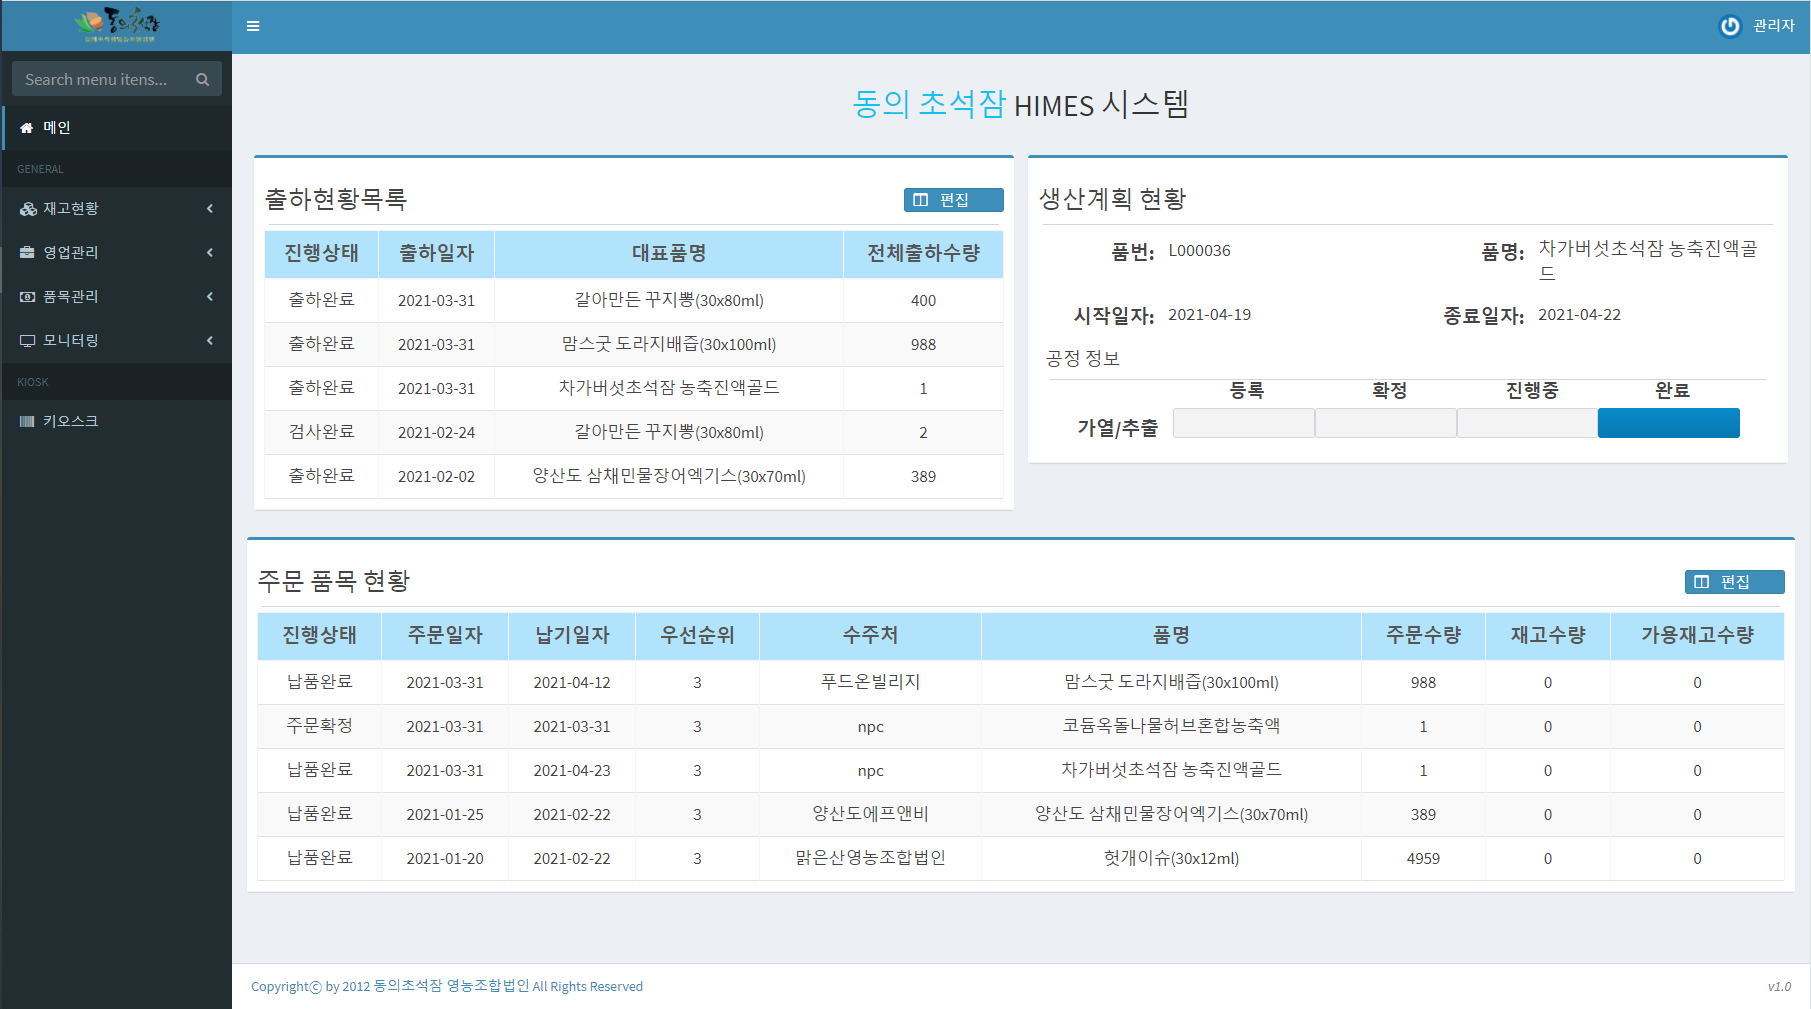 동의초석잠
관리자
Search menu itens...
메인
GENERAL
재고현황
영업관리
품목관리
모니터링
KIOSK
키오스크
동의 초석잠 HIMES 시스템
출하현황목록
편집
진행상태 출하일자 대표품명 전체출하수량
출하완료 2021-03-31 갈아만든 꾸지뽕(30x80ml) 400
출하완료 2021-03-31 맘스굿 도라지배즙(30x100ml) 988
출하완료 2021-03-31 차가버섯초석잠 농축진액골드 1
검사완료 2021-02-24 갈아만든 꾸지뽕(30x80ml) 2
출하완료 2021-02-02 양산도 삼채민물장어엑기스(30x70ml) 389
생산계획 현황
품번: L000036 품명: 차가버섯초석잠 농축진액골
드
시작일자: 2021-04-19 종료일자: 2021-04-22
공정 정보
등록 확정 진행중 완료
가열/추출
주문 품목 현황
편집
진행상태 주문일자 납기일자 우선순위 수주처 품명 주문수량 재고수량 가용재고수량
납품완료 2021-03-31 2021-04-12 3 푸드온빌리지 맘스굿 도라지배즙(30x100ml) 988 0 0
주문확정 2021-03-31 2021-03-31 3 npc 코듐옥돌나물허브혼합농축액 1 0 0
납품완료 2021-03-31 2021-04-23 3 npc 차가버섯초석잠 농축진액골드 1 0 0
납품완료 2021-01-25 2021-02-22 3 양산도에프앤비 양산도 삼채민물장어엑기스(30x70ml) 389 0 0
납품완료 2021-01-20 2021-02-22 3 맑은산영농조합법인 헛개이슈(30x12ml) 4959 0 0
Copyrightⓒ by 2012 동의초석잠 영농조합법인 All Rights Reserved
v1.0